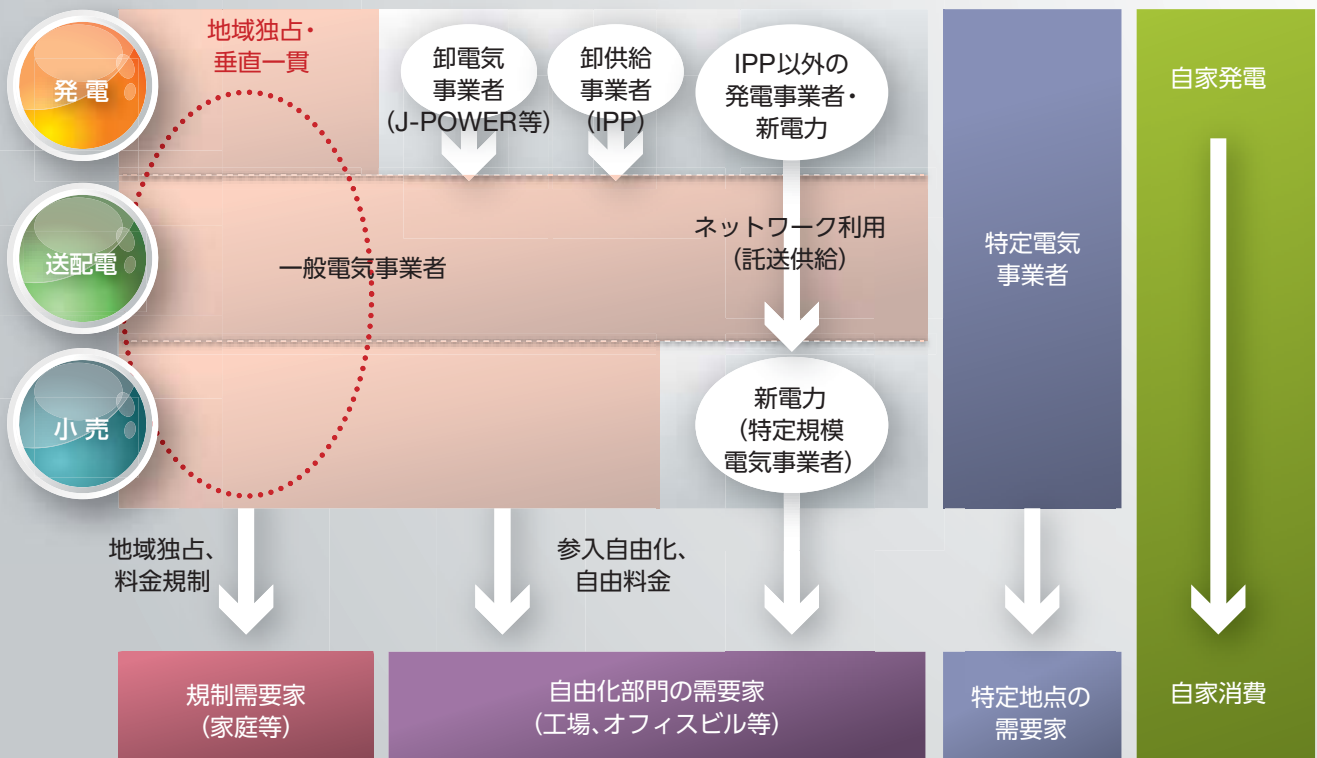 発電
地域独占・
垂直一貫
卸電気
事業者
(J-POWER等)
卸供給
事業者
(IPP)
IPP以外の
発電事業者・
新電力
自家発電
送配電
一般電気事業者
ネットワーク利用
(託送供給)
特定電気
事業者
小売
新電力
(特定規模
電気事業者)
地域独占、
料金規制
参入自由化、
自由料金
規制需要家
(家庭等)
自由化部門の需要家
(工場、オフィスビル等)
特定地点の
需要家
自家消費